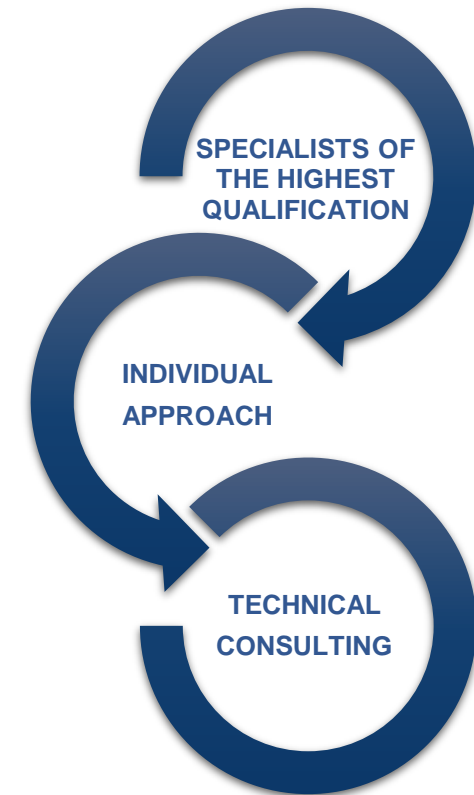 SPECIALISTS OF
THE HIGHEST
QUALIFICATION
INDIVIDUAL
APPROACH
TECHNICAL
CONSULTING